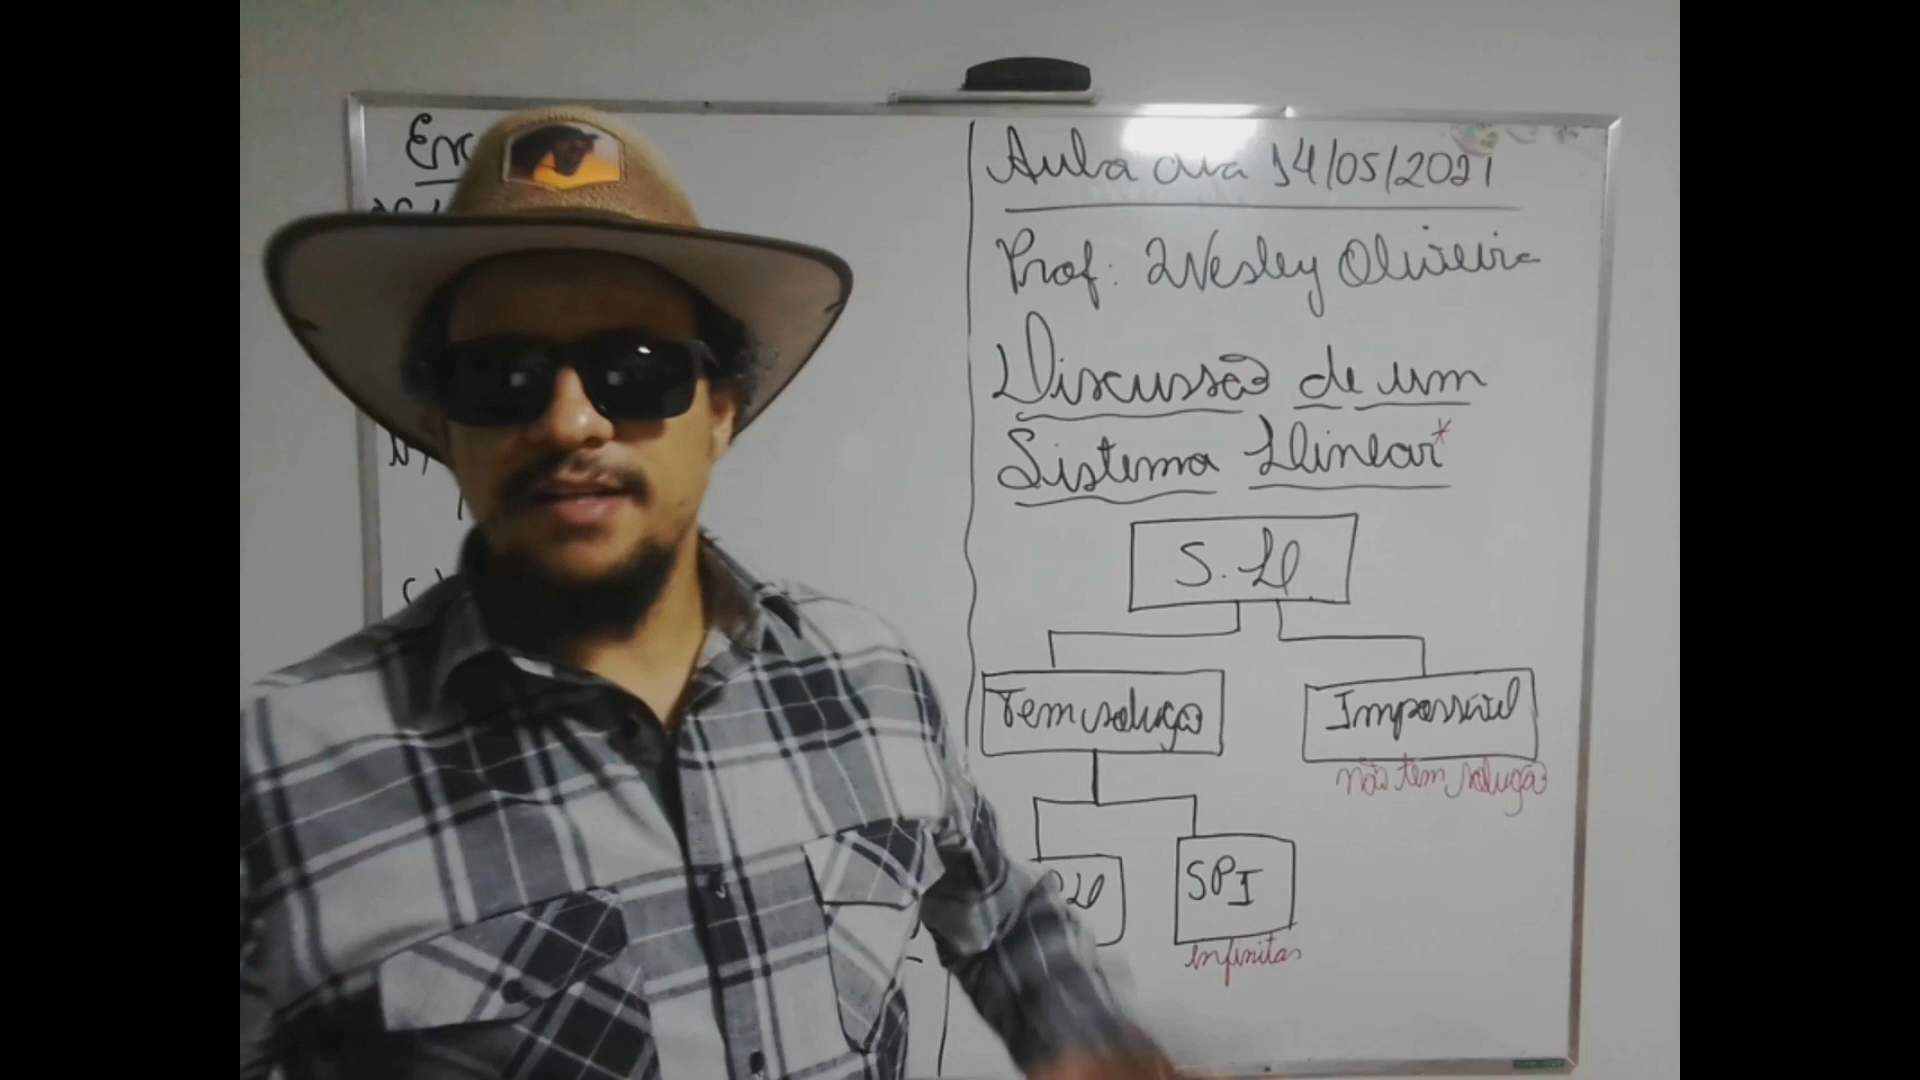 Aula dia 14/05/2021
Prof: Wesley Oliveira
Discussão de um
Sistema Linear*
S. L
Tem solução
Impossível
não tem solução
SPI
infinitas